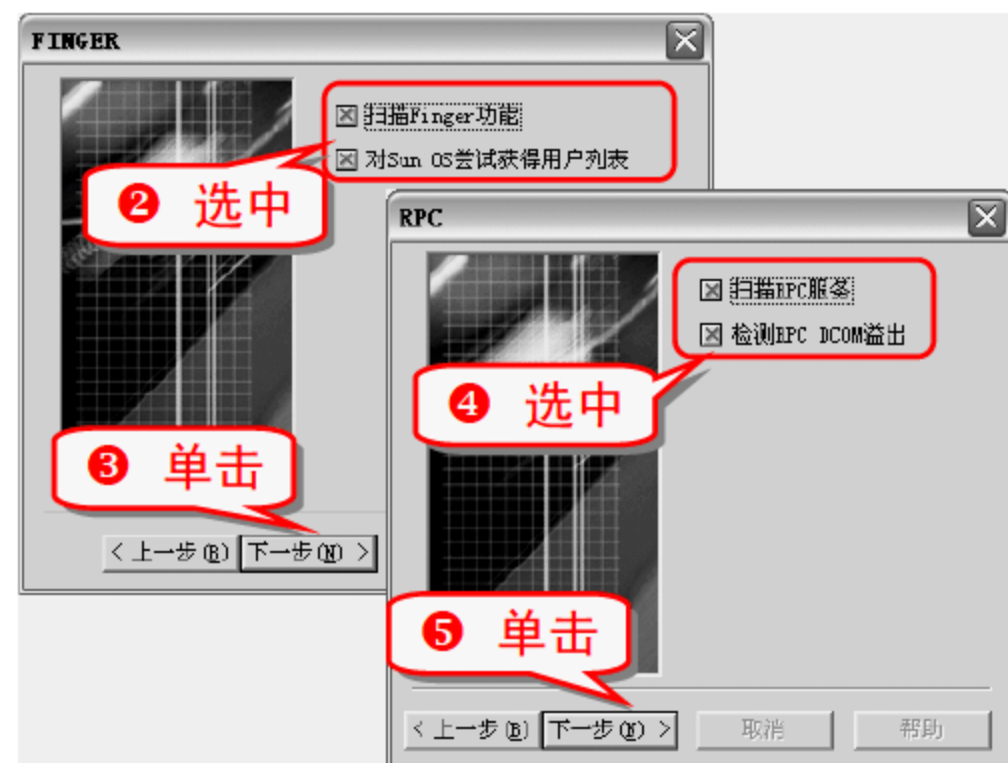 FINGER
扫描Finger功能
对Sun OS尝试获得用户列表
❷ 选中
❸ 单击
< 上一步(B) 下一步(N) >
RPC
扫描RPC服务
检测RPC DCOM溢出
❹ 选中
❺ 单击
< 上一步(B) 下一步(N) > 取消 帮助